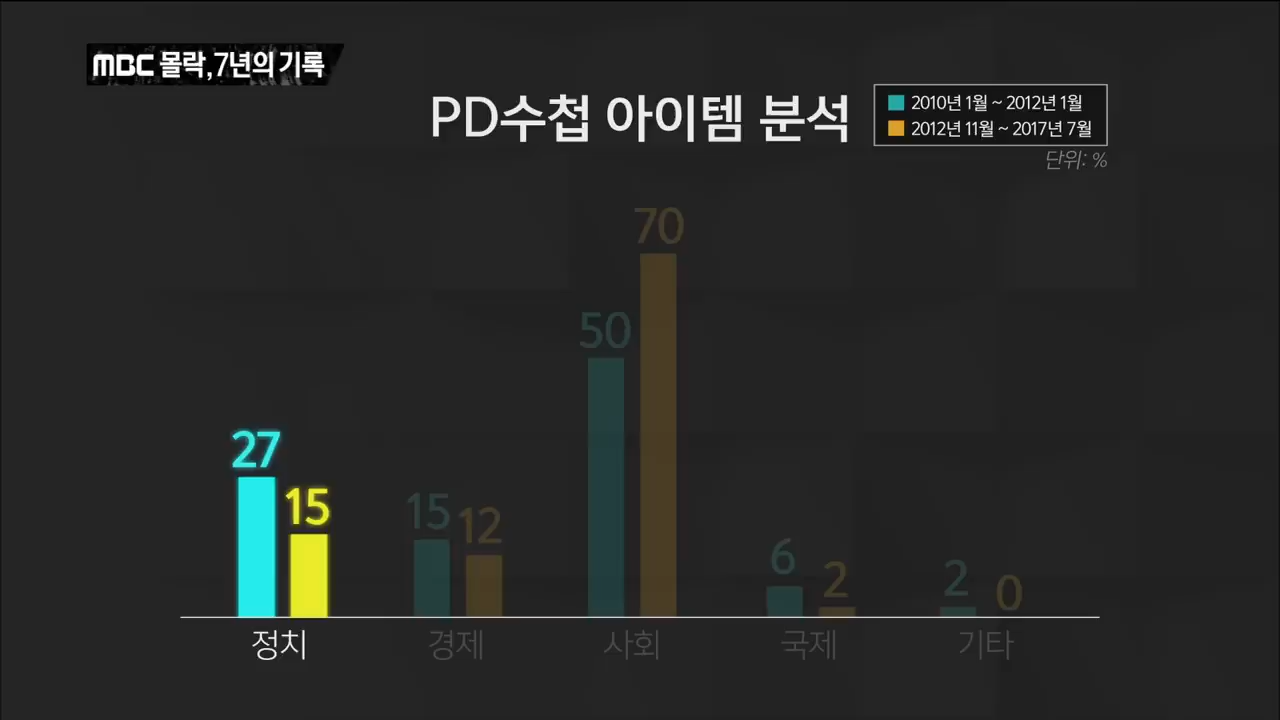 MBC 몰락, 7년의 기록
PD수첩 아이템 분석
2010년 1월 ~ 2012년 1월
2012년 11월 ~ 2017년 7월
단위: %
27 15 15 12 50 70 6 2 2 0
정치 경제 사회 국제 기타